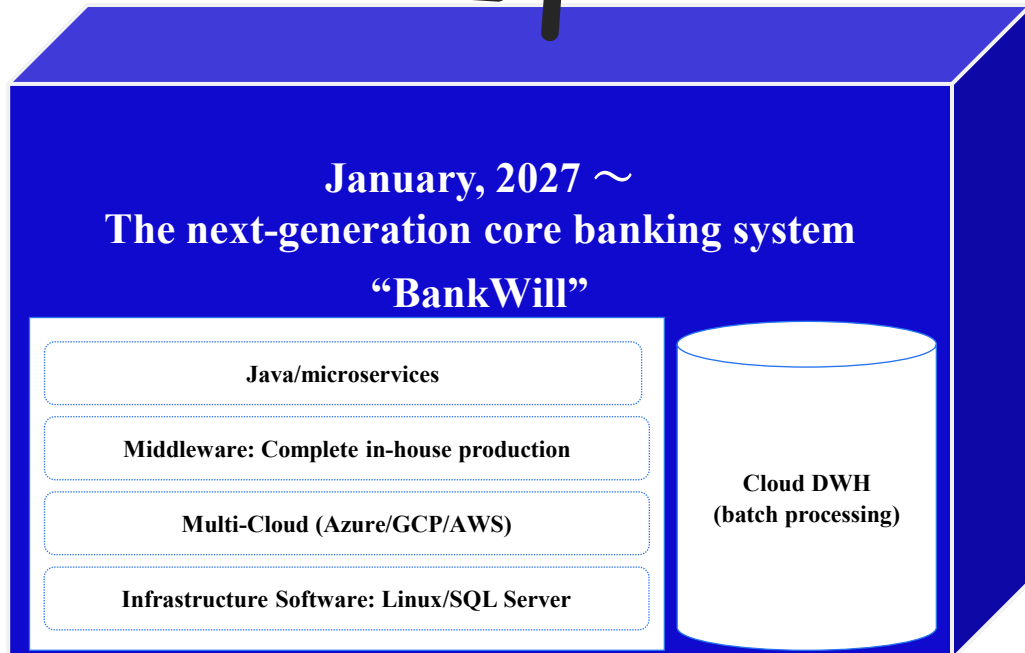 January, 2027 ～
The next-generation core banking system
“BankWill”
Java/microservices
Middleware: Complete in-house production
Multi-Cloud (Azure/GCP/AWS)
Infrastructure Software: Linux/SQL Server
Cloud DWH
(batch processing)